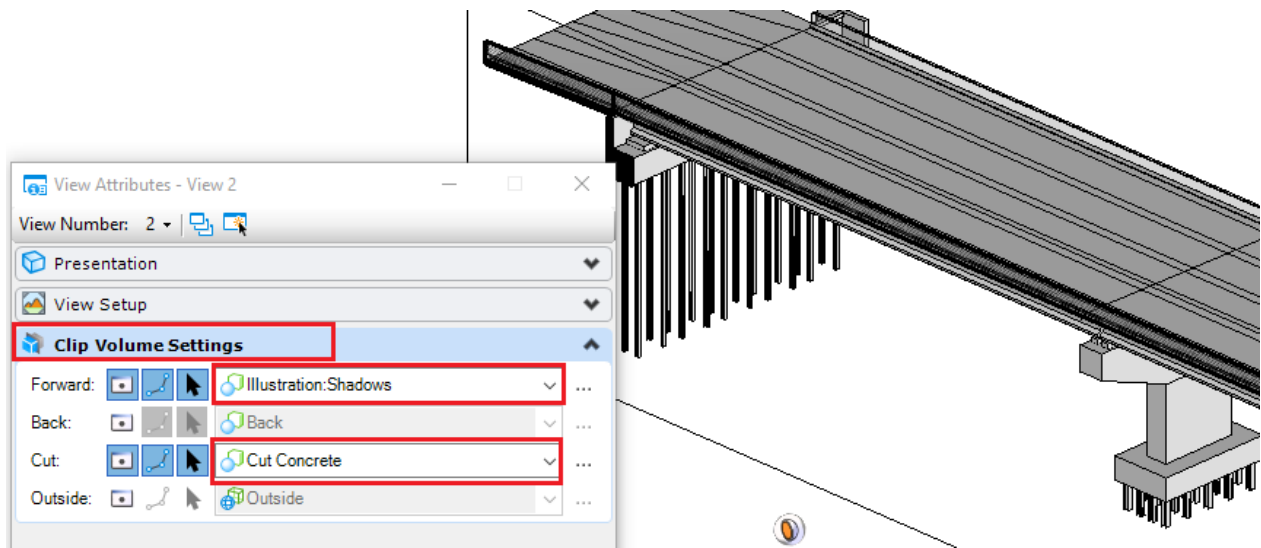 View Attributes - View 2
View Number: 2
Presentation
View Setup
Clip Volume Settings
Forward: Illustration:Shadows ...
Back: Back ...
Cut: Cut Concrete ...
Outside: Outside ...